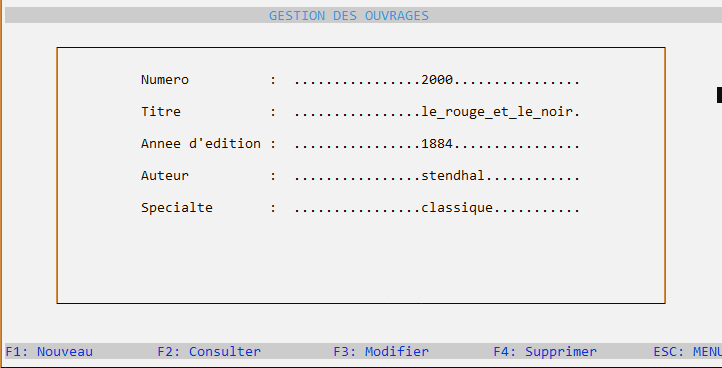 GESTION DES OUVRAGES
Numero : ................2000................
Titre : ................le_rouge_et_le_noir.
Annee d'edition : ................1884................
Auteur : ................stendhal............
Specialte : ................classique...........
F1: Nouveau F2: Consulter F3: Modifier F4: Supprimer ESC: MENU